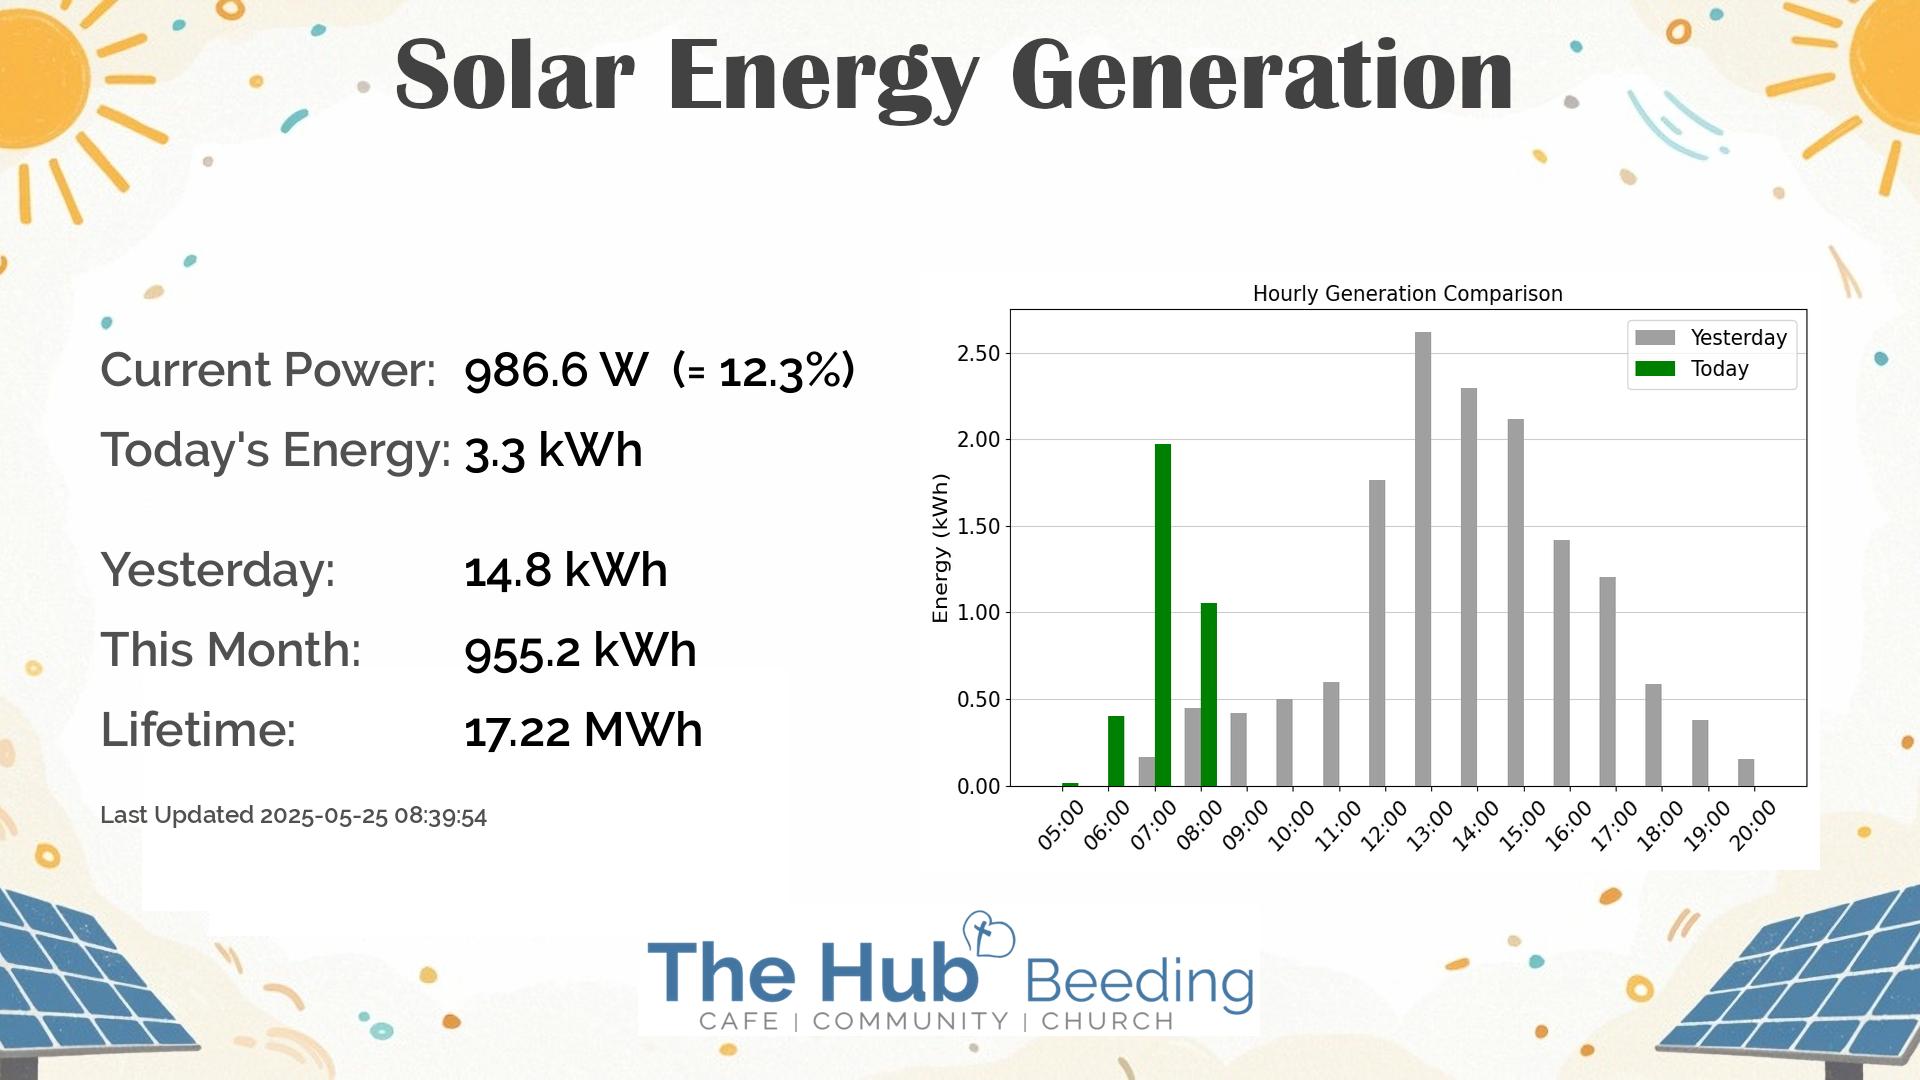 Solar Energy Generation
Current Power: 986.6 W (= 12.3%)
Today's Energy: 3.3 kWh
Yesterday: 14.8 kWh
This Month: 955.2 kWh
Lifetime: 17.22 MWh
Last Updated 2025-05-25 08:39:54
Hourly Generation Comparison
Yesterday
Today
Energy (kWh)
2.50
2.00
1.50
1.00
0.50
0.00
05:00 06:00 07:00 08:00 09:00 10:00 11:00 12:00 13:00 14:00 15:00 16:00 17:00 18:00 19:00 20:00
The Hub Beeding
CAFE | COMMUNITY | CHURCH